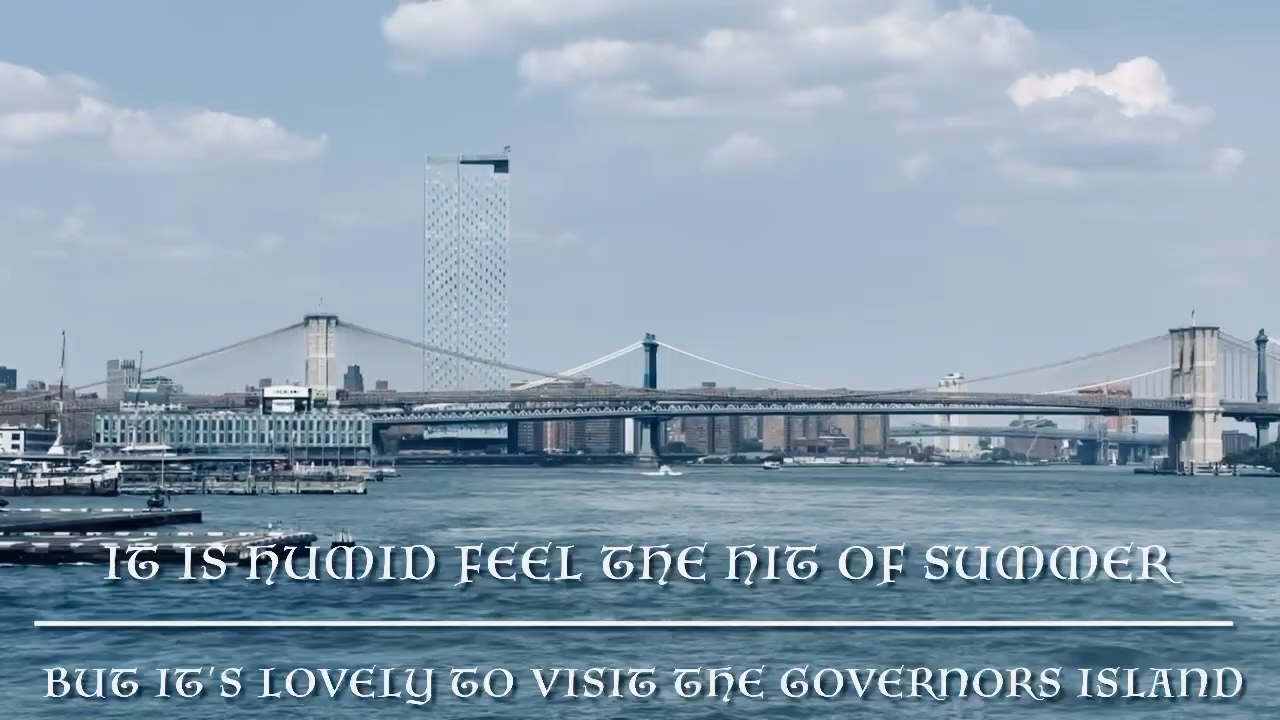 IT IS HUMID FEEL THE HIT OF SUMMER
BUT IT'S LOVELY TO VISIT THE GOVERNORS ISLAND